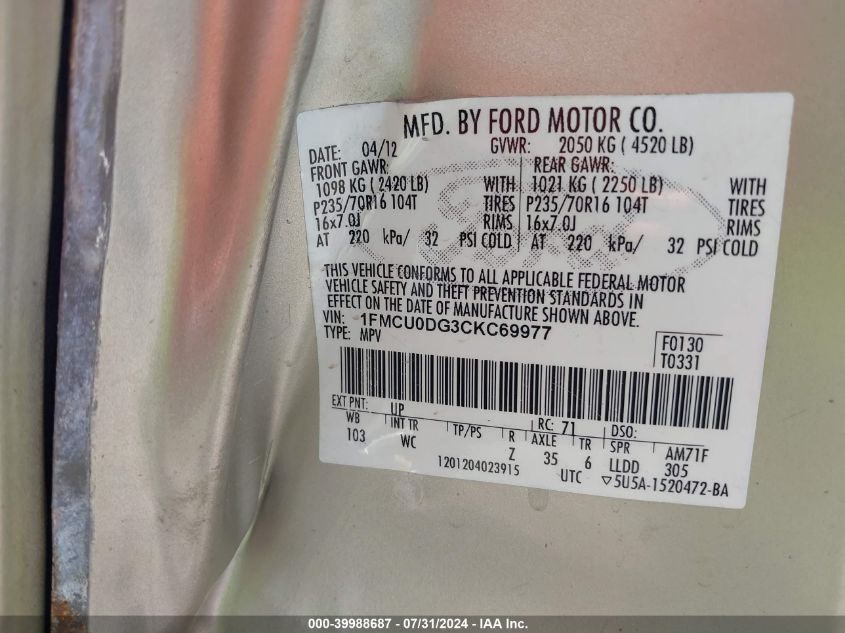 MFD. BY FORD MOTOR CO.
DATE: 04/12 GVWR: 2050 KG ( 4520 LB)
FRONT GAWR: REAR GAWR:
1098 KG ( 2420 LB) WITH 1021 KG ( 2250 LB) WITH
P235/70R16 104T TIRES P235/70R16 104T TIRES
16x7.0J RIMS 16x7.0J RIMS
AT 220 kPa/ 32 PSI COLD AT 220 kPa/ 32 PSI COLD
THIS VEHICLE CONFORMS TO ALL APPLICABLE FEDERAL MOTOR
VEHICLE SAFETY AND THEFT PREVENTION STANDARDS IN
EFFECT ON THE DATE OF MANUFACTURE SHOWN ABOVE.
VIN: 1FMCU0DG3CKC69977
TYPE: MPV
F0130
T0331
EXT PNT: UP RC: 71 DSO:
WB INT TR TP/PS R AXLE TR SPR AM71F
103 WC Z 35 6 LLDD 305
1201204023915 UTC ▽5U5A-1520472-BA
000-39988687 / 07/31/2024 - IAA Inc.